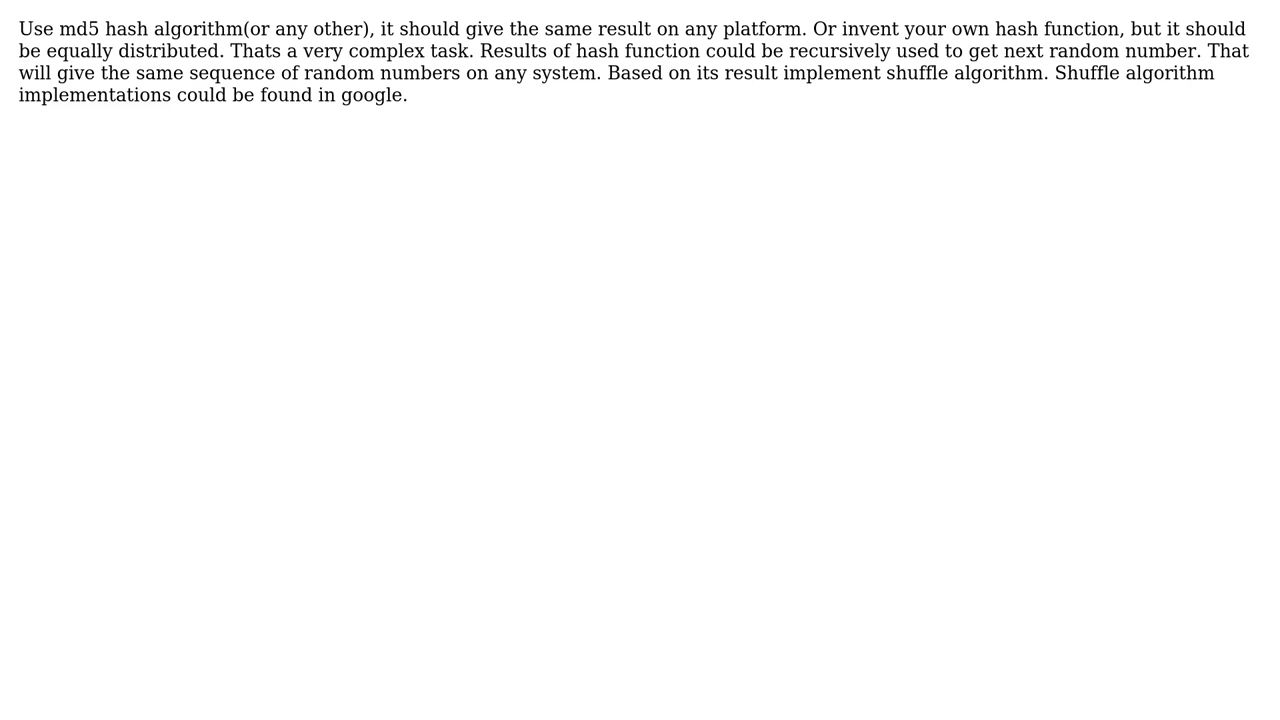 Use md5 hash algorithm(or any other), it should give the same result on any platform. Or invent your own hash function, but it should
be equally distributed. Thats a very complex task. Results of hash function could be recursively used to get next random number. That
will give the same sequence of random numbers on any system. Based on its result implement shuffle algorithm. Shuffle algorithm
implementations could be found in google.